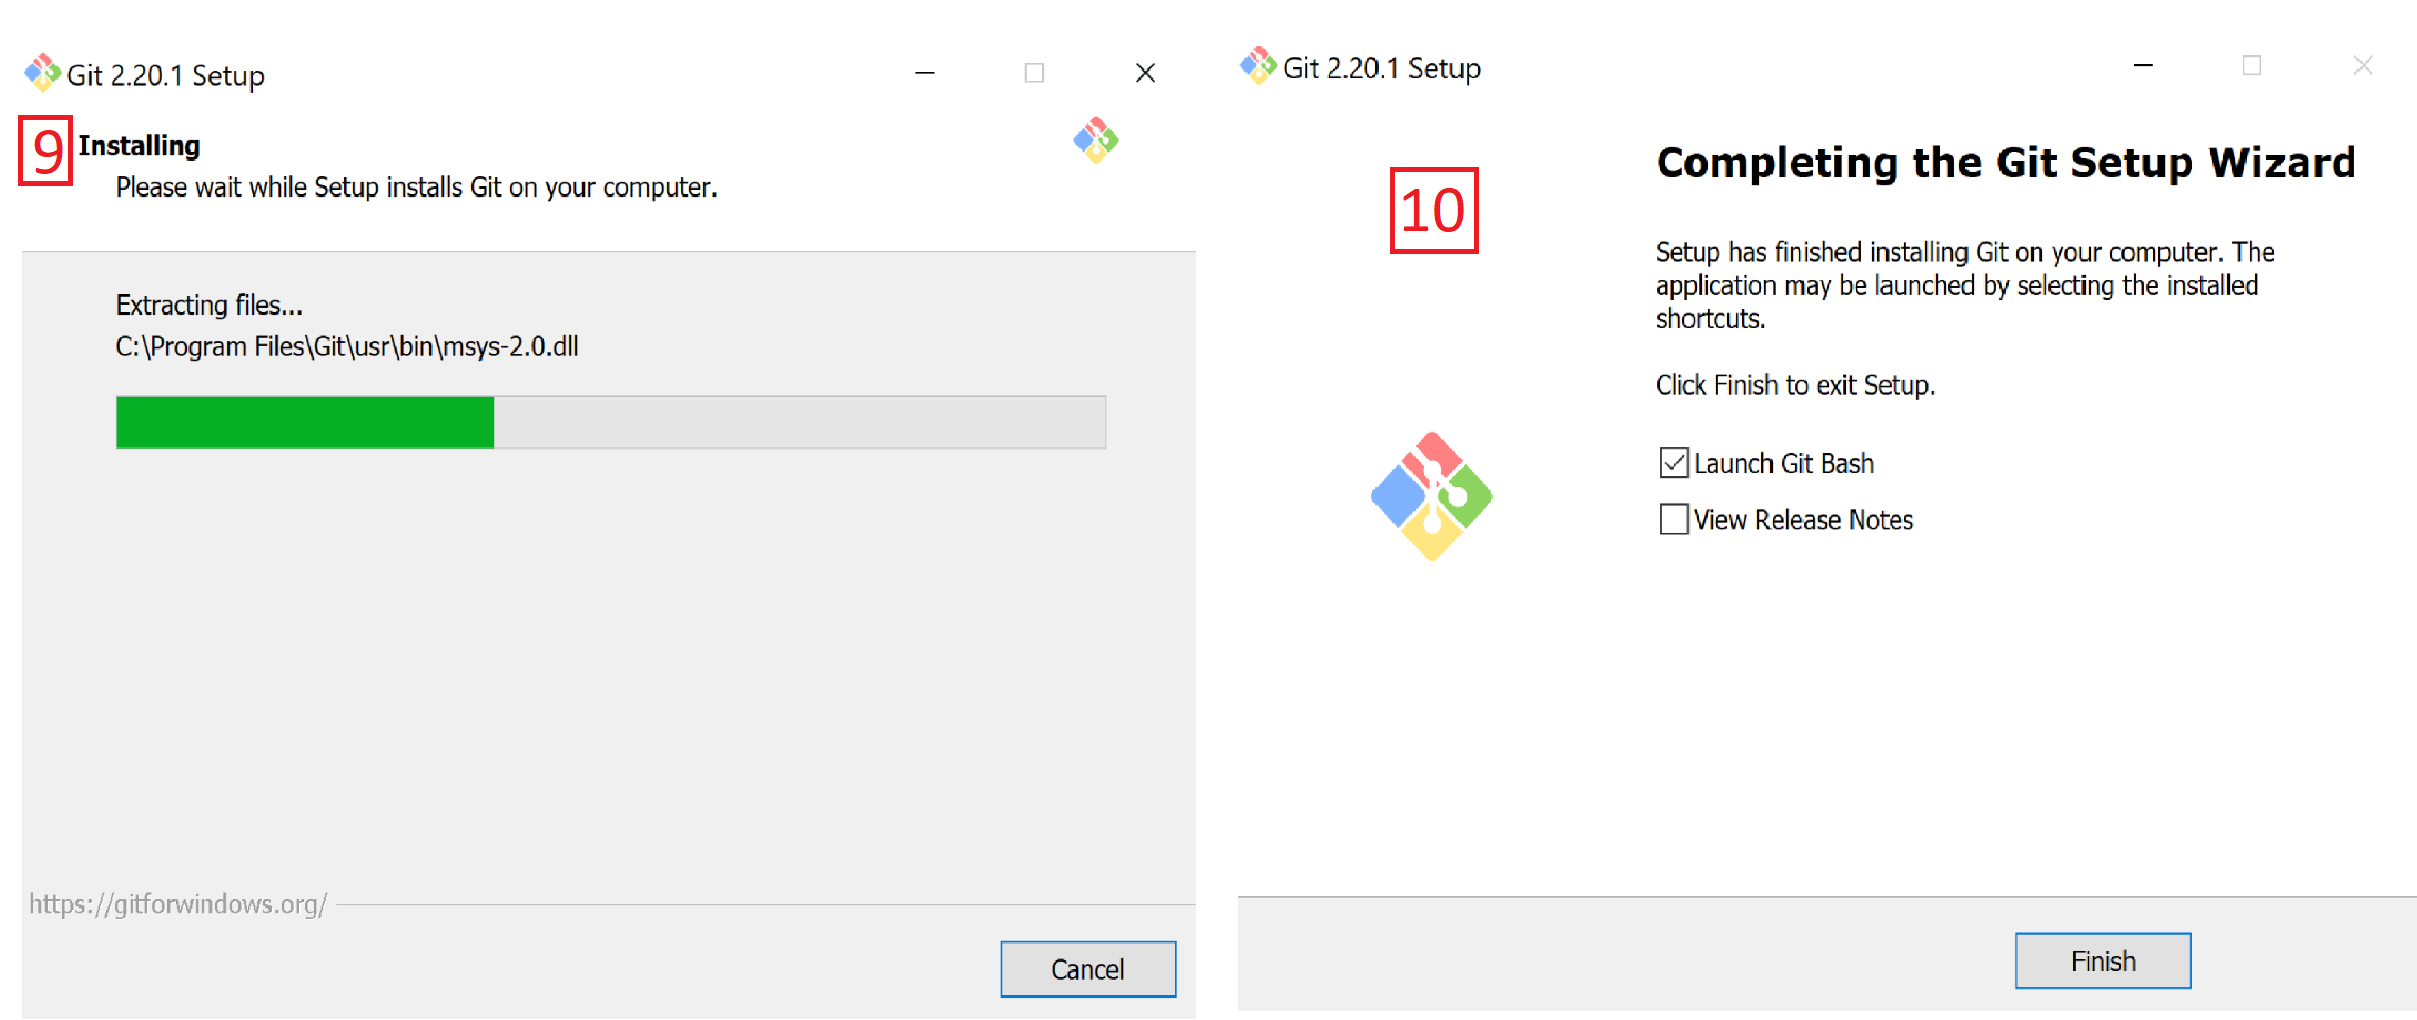 Git 2.20.1 Setup
9
Installing
Please wait while Setup installs Git on your computer.
Extracting files...
C:\Program Files\Git\usr\bin\msys-2.0.dll
https://gitforwindows.org/
Cancel
Git 2.20.1 Setup
10
Completing the Git Setup Wizard
Setup has finished installing Git on your computer. The
application may be launched by selecting the installed
shortcuts.
Click Finish to exit Setup.
Launch Git Bash
View Release Notes
Finish